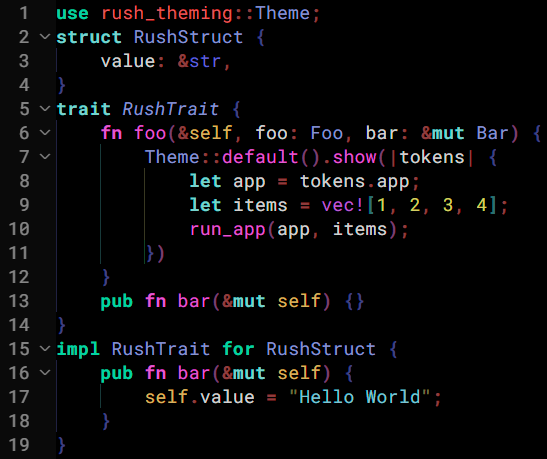 1 use rush_theming::Theme;
2 struct RushStruct {
3     value: &str,
4 }
5 trait RushTrait {
6     fn foo(&self, foo: Foo, bar: &mut Bar) {
7         Theme::default().show(|tokens| {
8             let app = tokens.app;
9             let items = vec![1, 2, 3, 4];
10             run_app(app, items);
11         })
12     }
13     pub fn bar(&mut self) {}
14 }
15 impl RushTrait for RushStruct {
16     pub fn bar(&mut self) {
17         self.value = "Hello World";
18     }
19 }